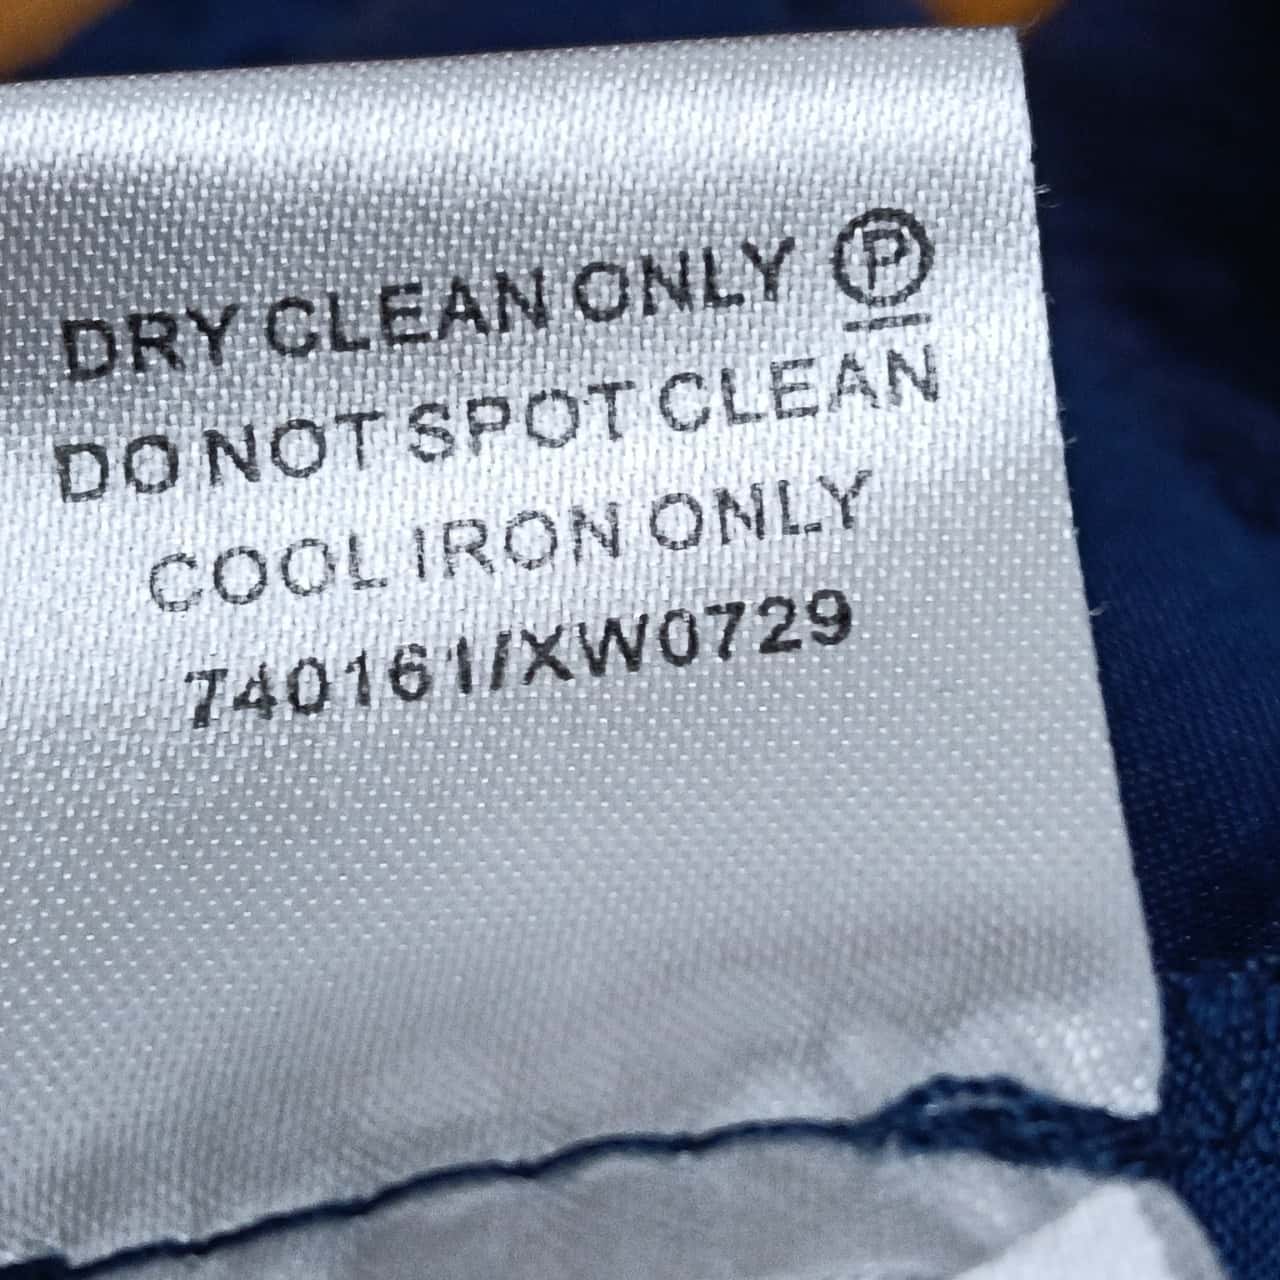 DRY CLEAN ONLY Ⓟ
DO NOT SPOT CLEAN
COOL IRON ONLY
740161/XW0729